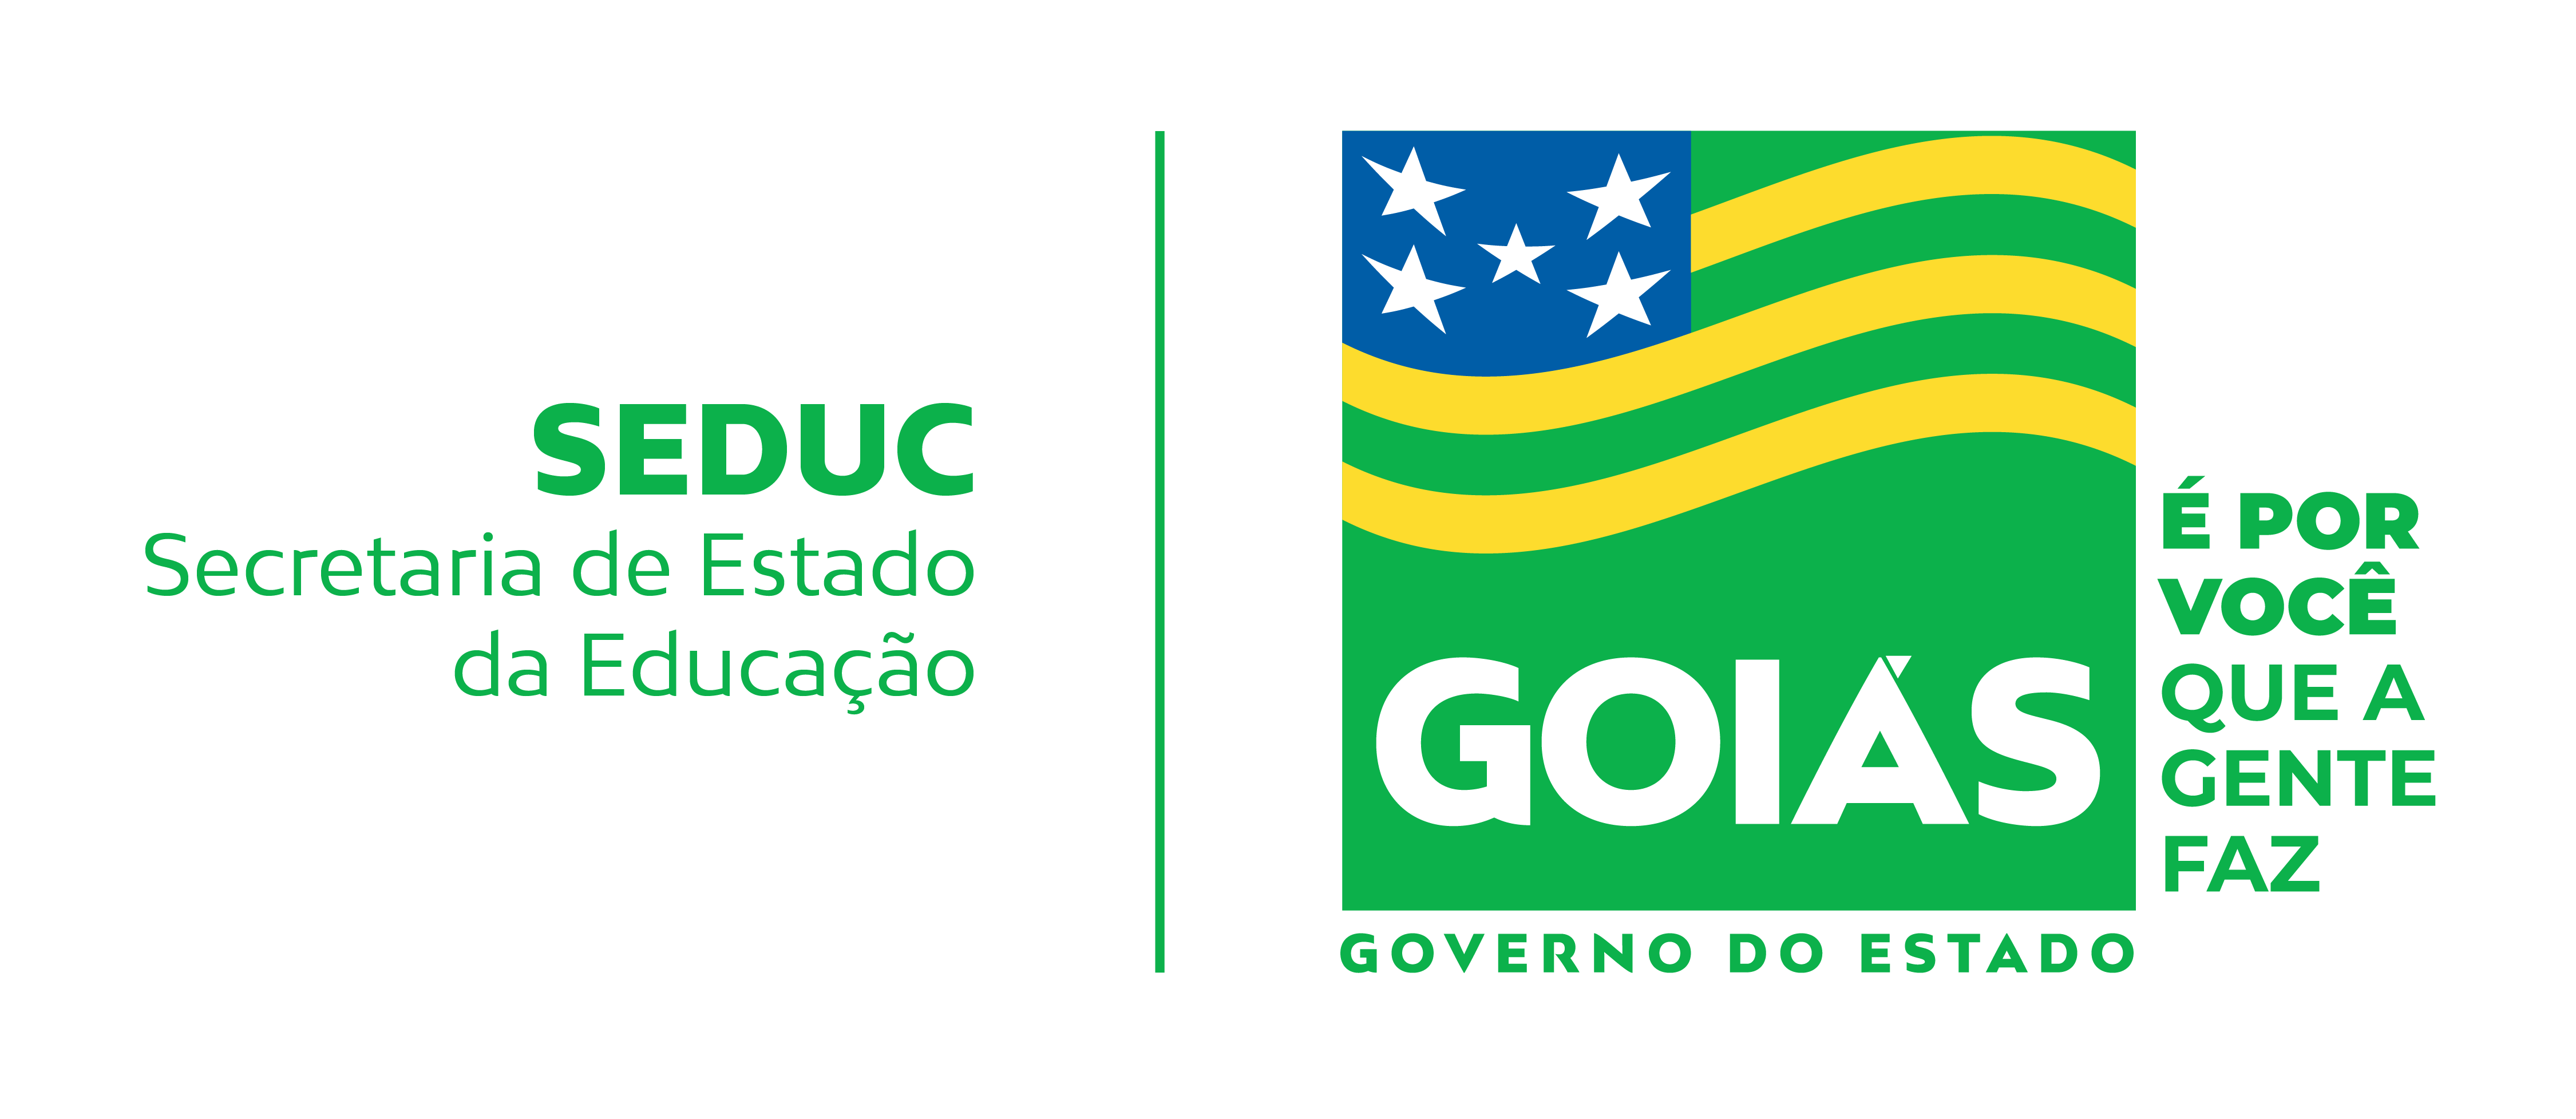 SEDUC
Secretaria de Estado
da Educação
GOIÁS
GOVERNO DO ESTADO
É POR
VOCÊ
QUE A
GENTE
FAZ